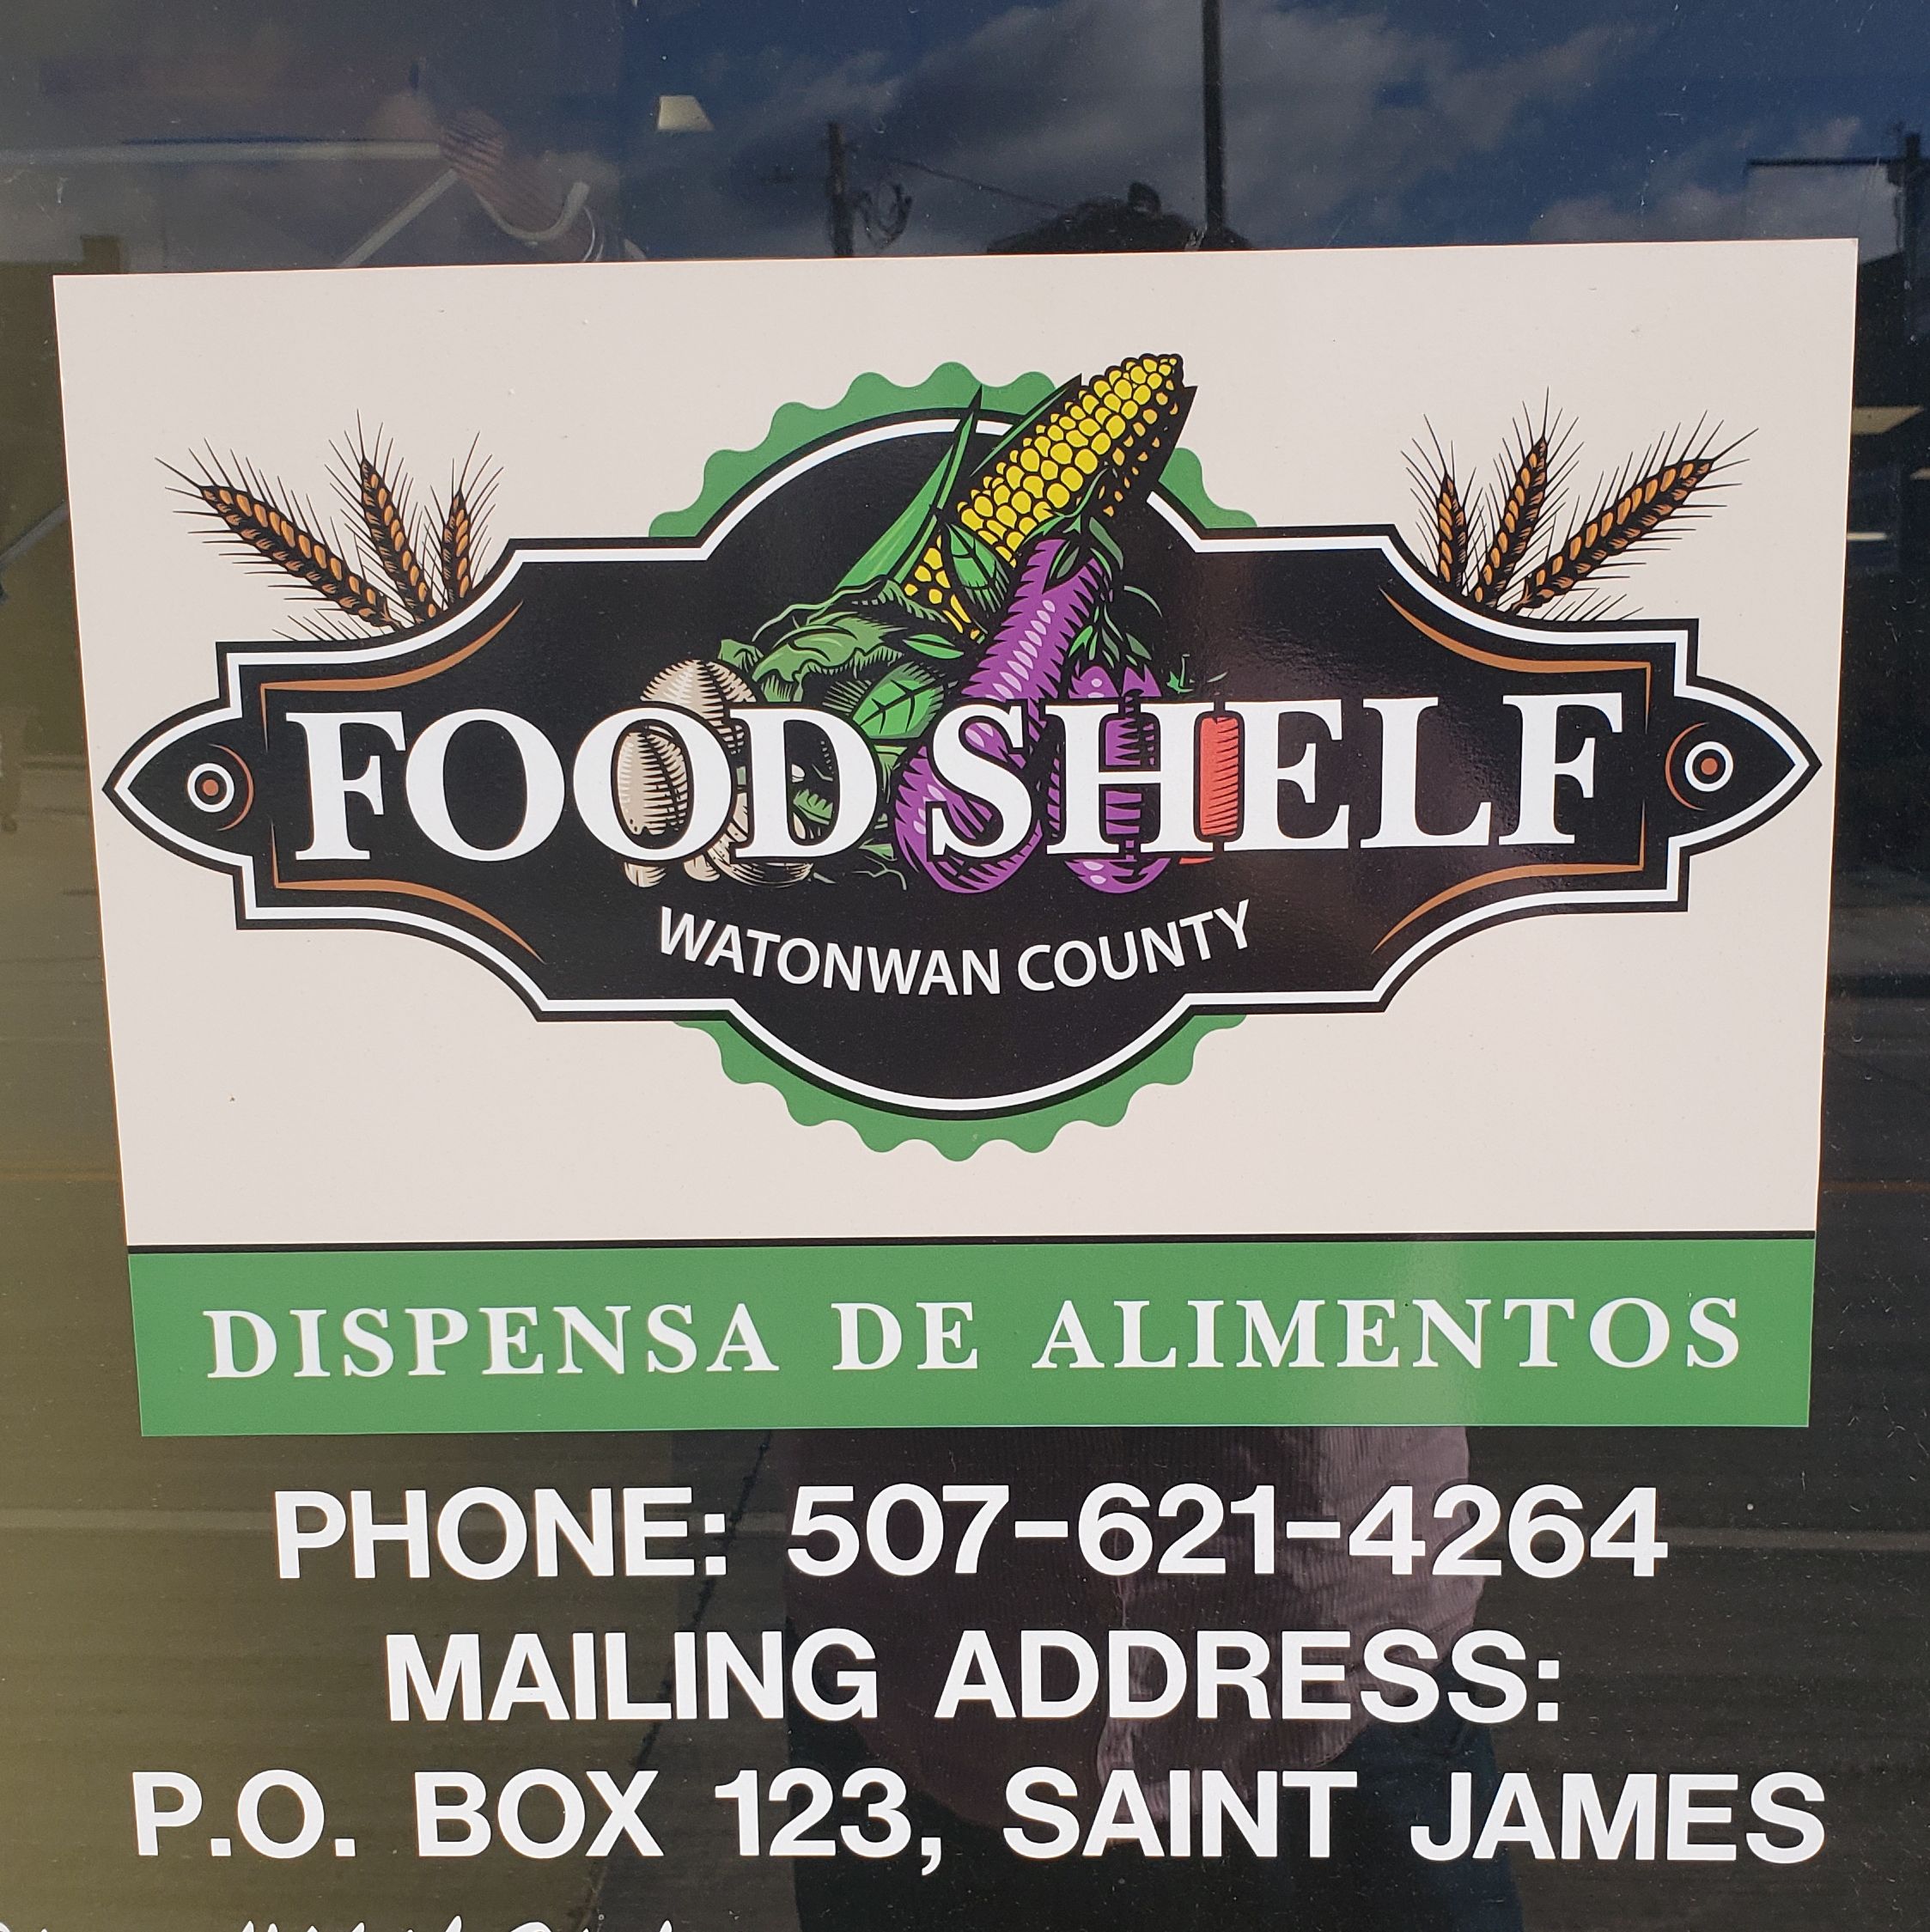 FOOD SHELF
WATONWAN COUNTY
DISPENSA DE ALIMENTOS
PHONE: 507-621-4264
MAILING ADDRESS:
P.O. BOX 123, SAINT JAMES